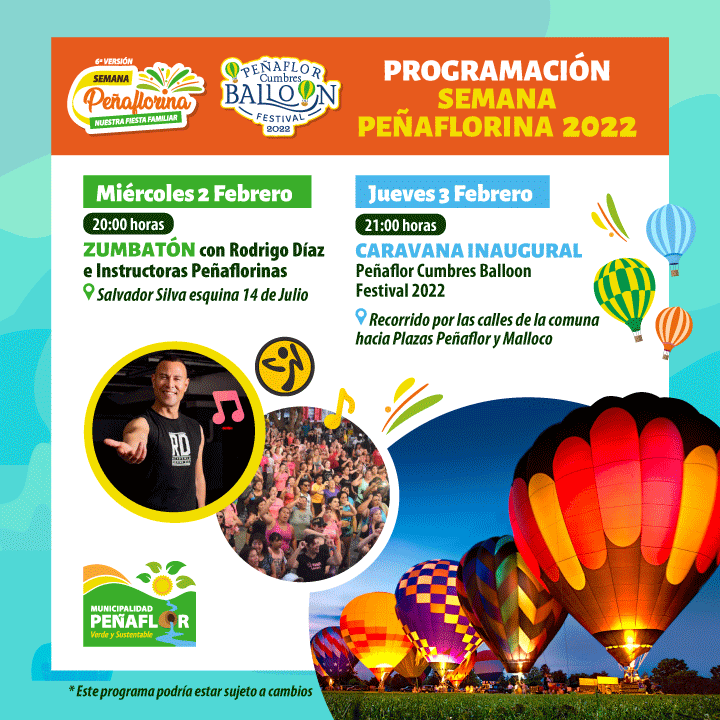 6ª VERSIÓN
SEMANA
Peñaflorina
NUESTRA FIESTA FAMILIAR
PEÑAFLOR
Cumbres
BALLOON
FESTIVAL
2022
PROGRAMACIÓN
SEMANA
PEÑAFLORINA 2022
Miércoles 2 Febrero
20:00 horas
ZUMBATÓN con Rodrigo Díaz
e Instructoras Peñaflorinas
Salvador Silva esquina 14 de Julio
Jueves 3 Febrero
21:00 horas
CARAVANA INAUGURAL
Peñaflor Cumbres Balloon
Festival 2022
Recorrido por las calles de la comuna
hacia Plazas Peñaflor y Malloco
RD
MUNICIPALIDAD
PEÑAFLOR
Verde y Sustentable
* Este programa podría estar sujeto a cambios